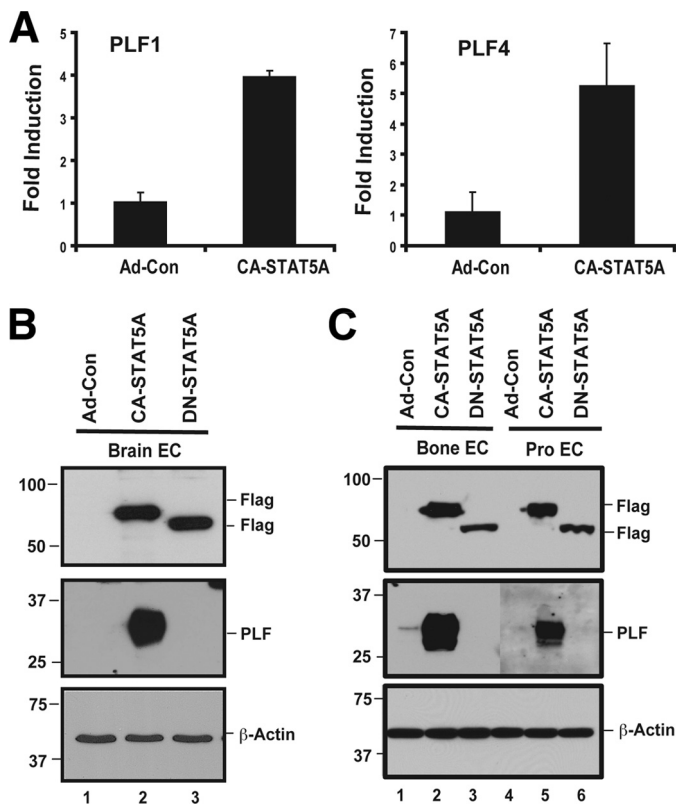 A
PLF1
Fold Induction
5
4
3
2
1
0
Ad-Con
CA-STAT5A
PLF4
Fold Induction
7
6
5
4
3
2
1
0
Ad-Con
CA-STAT5A
B
Ad-Con
CA-STAT5A
DN-STAT5A
Brain EC
100
50
Flag
Flag
37
25
PLF
75
37
β-Actin
1 2 3
C
Ad-Con
CA-STAT5A
DN-STAT5A
Ad-Con
CA-STAT5A
DN-STAT5A
Bone EC
Pro EC
100
50
Flag
Flag
37
25
PLF
75
37
β-Actin
1 2 3 4 5 6